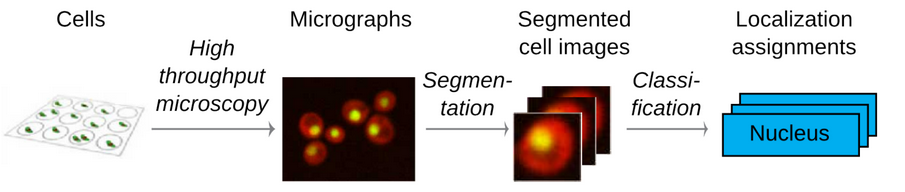 Cells
High
throughput
microscopy
Micrographs
Segmen-
tation
Segmented
cell images
Classi-
fication
Localization
assignments
Nucleus